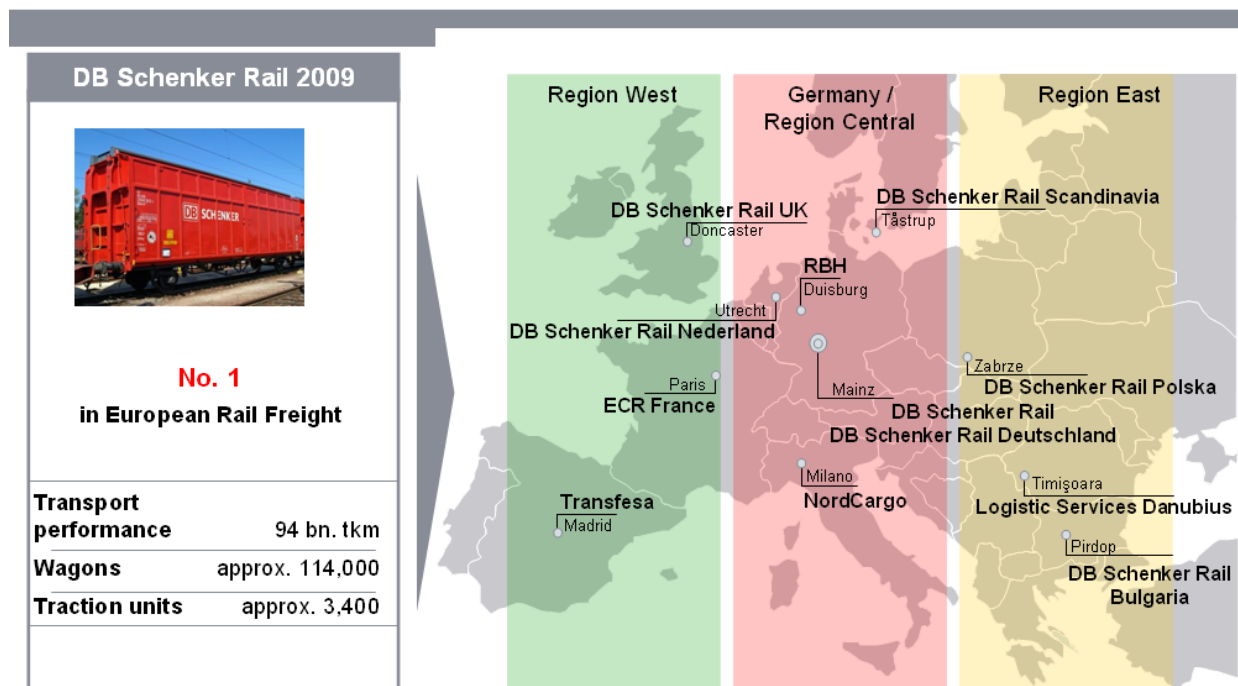 DB Schenker Rail 2009
DB SCHENKER
No. 1
in European Rail Freight
Transport
performance 94 bn. tkm
Wagons approx. 114,000
Traction units approx. 3,400
Region West
Germany /
Region Central
Region East
DB Schenker Rail UK
Doncaster
DB Schenker Rail Scandinavia
Tåstrup
RBH
Duisburg
Utrecht
DB Schenker Rail Nederland
Paris
ECR France
Mainz
DB Schenker Rail
DB Schenker Rail Deutschland
Zabrze
DB Schenker Rail Polska
Milano
NordCargo
Transfesa
Madrid
Timişoara
Logistic Services Danubius
Pirdop
DB Schenker Rail
Bulgaria